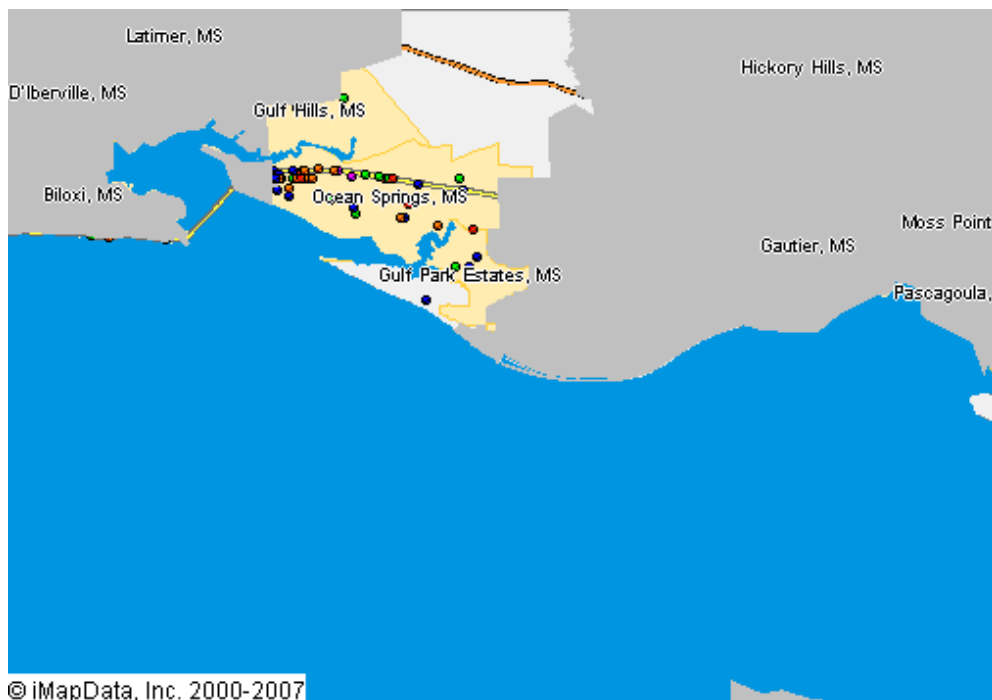 Latimer, MS
Hickory Hills, MS
D'Iberville, MS
Gulf Hills, MS
Biloxi, MS
Ocean Springs, MS
Moss Point
Gautier, MS
Gulf Park Estates, MS
Pascagoula,
© iMapData, Inc. 2000-2007